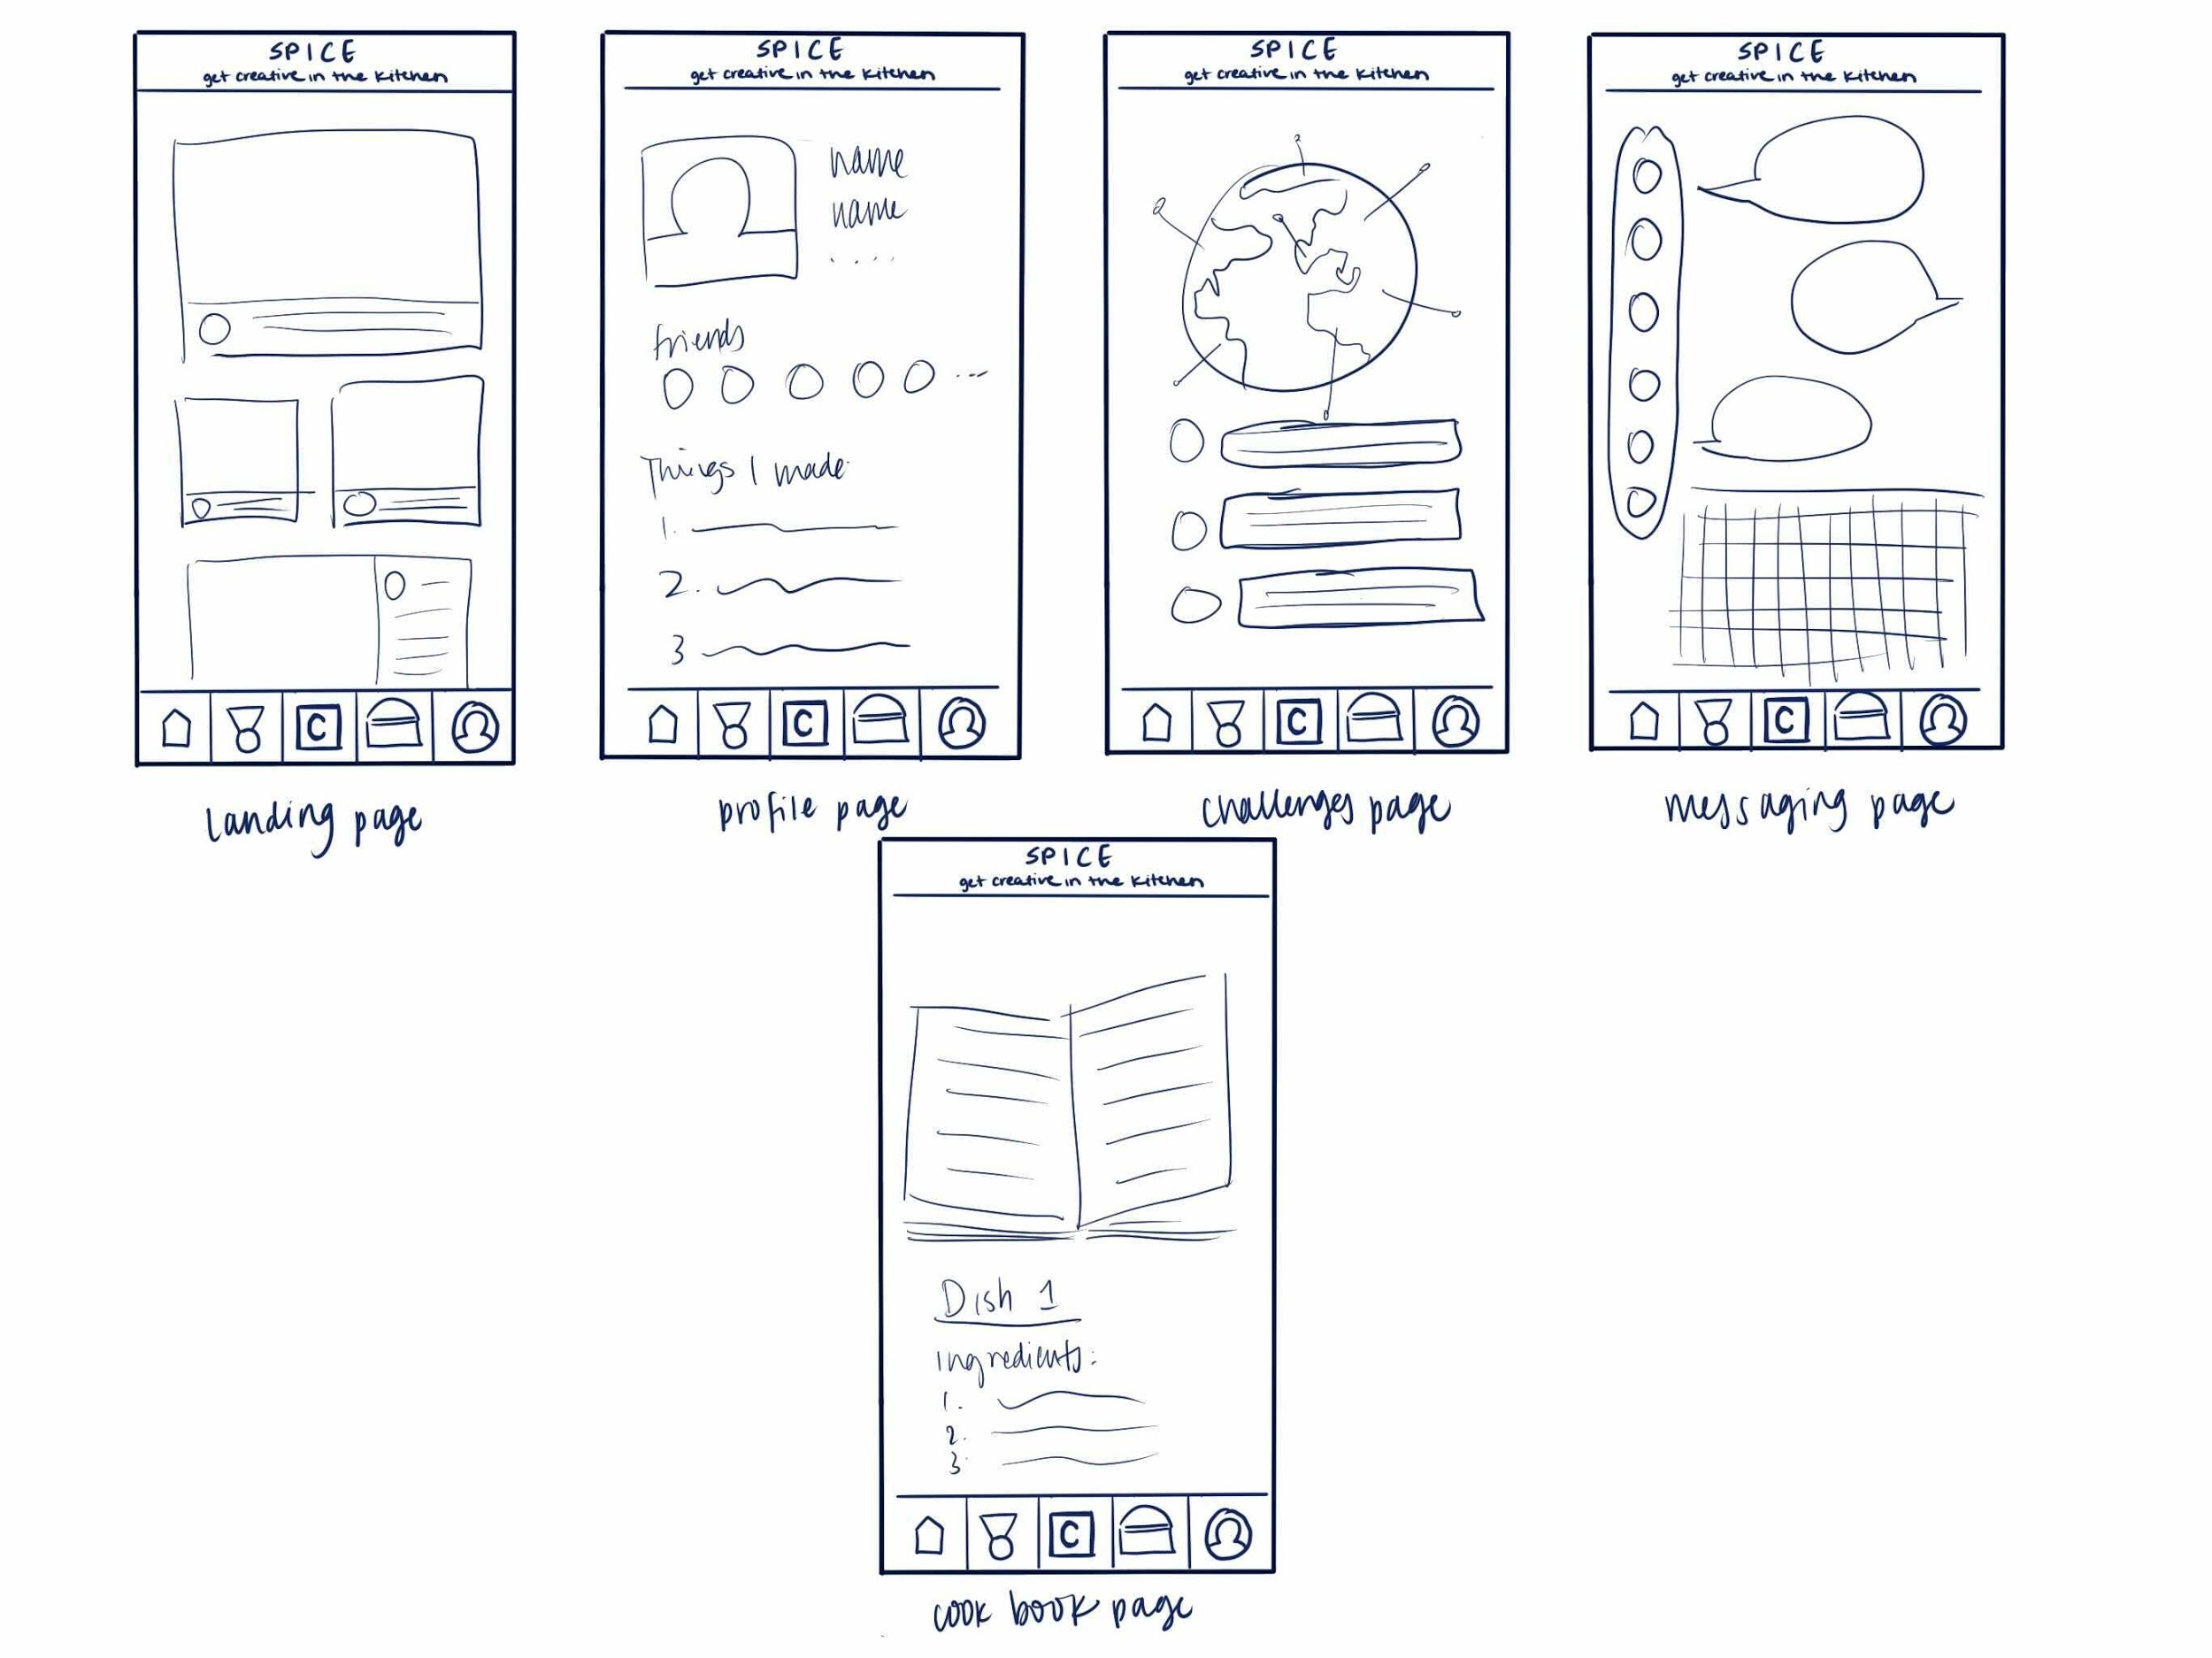 SPICE
get creative in the kitchen
C
landing page
SPICE
get creative in the kitchen
name
name
....
friends
...
Things I made
1.
2.
3
C
profile page
SPICE
get creative in the kitchen
C
challenges page
SPICE
get creative in the kitchen
C
messaging page
SPICE
get creative in the kitchen
Dish 1
ingredients:
1.
2.
3
C
cook book page